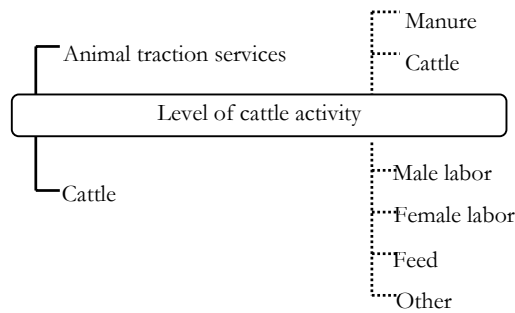 Manure
Animal traction services
Cattle
Level of cattle activity
Male labor
Cattle
Female labor
Feed
Other